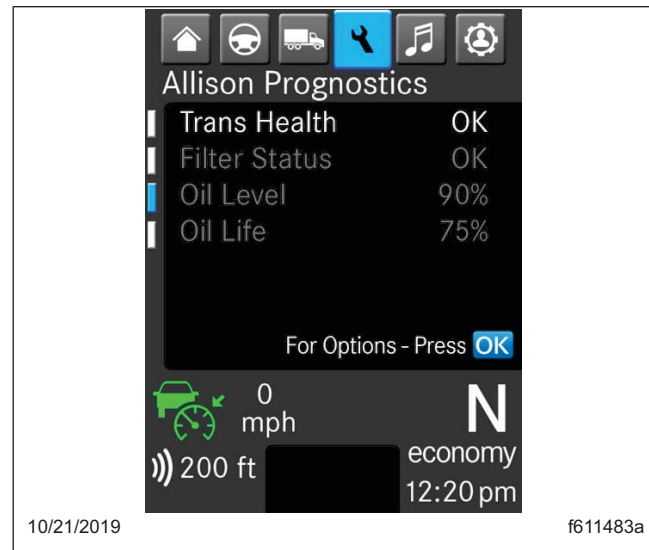 Allison Prognostics
Trans Health OK
Filter Status OK
Oil Level 90%
Oil Life 75%
For Options - Press OK
0
mph
N
200 ft
economy
12:20 pm
10/21/2019 f611483a